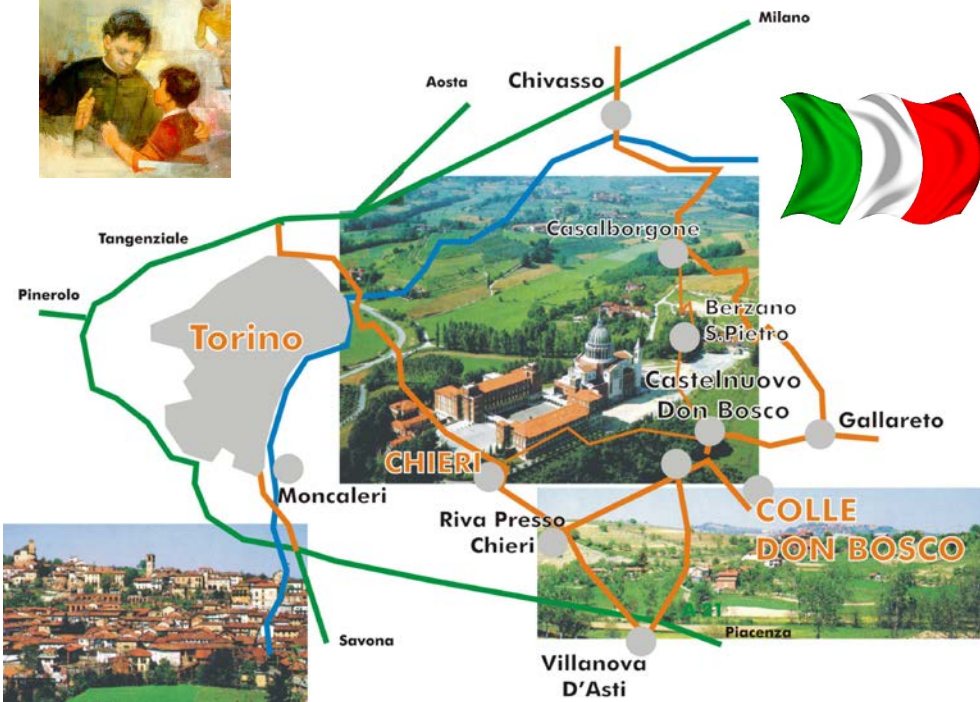 Milano
Chivasso
Aosta
Casalborgone
Tangenziale
Pinerolo
Berzano
S.Pietro
Torino
Castelnuovo
Don Bosco
Gallareto
CHIERI
Moncaleri
COLLE
DON BOSCO
Riva Presso
Chieri
A 21
Piacenza
Savona
Villanova
D'Asti